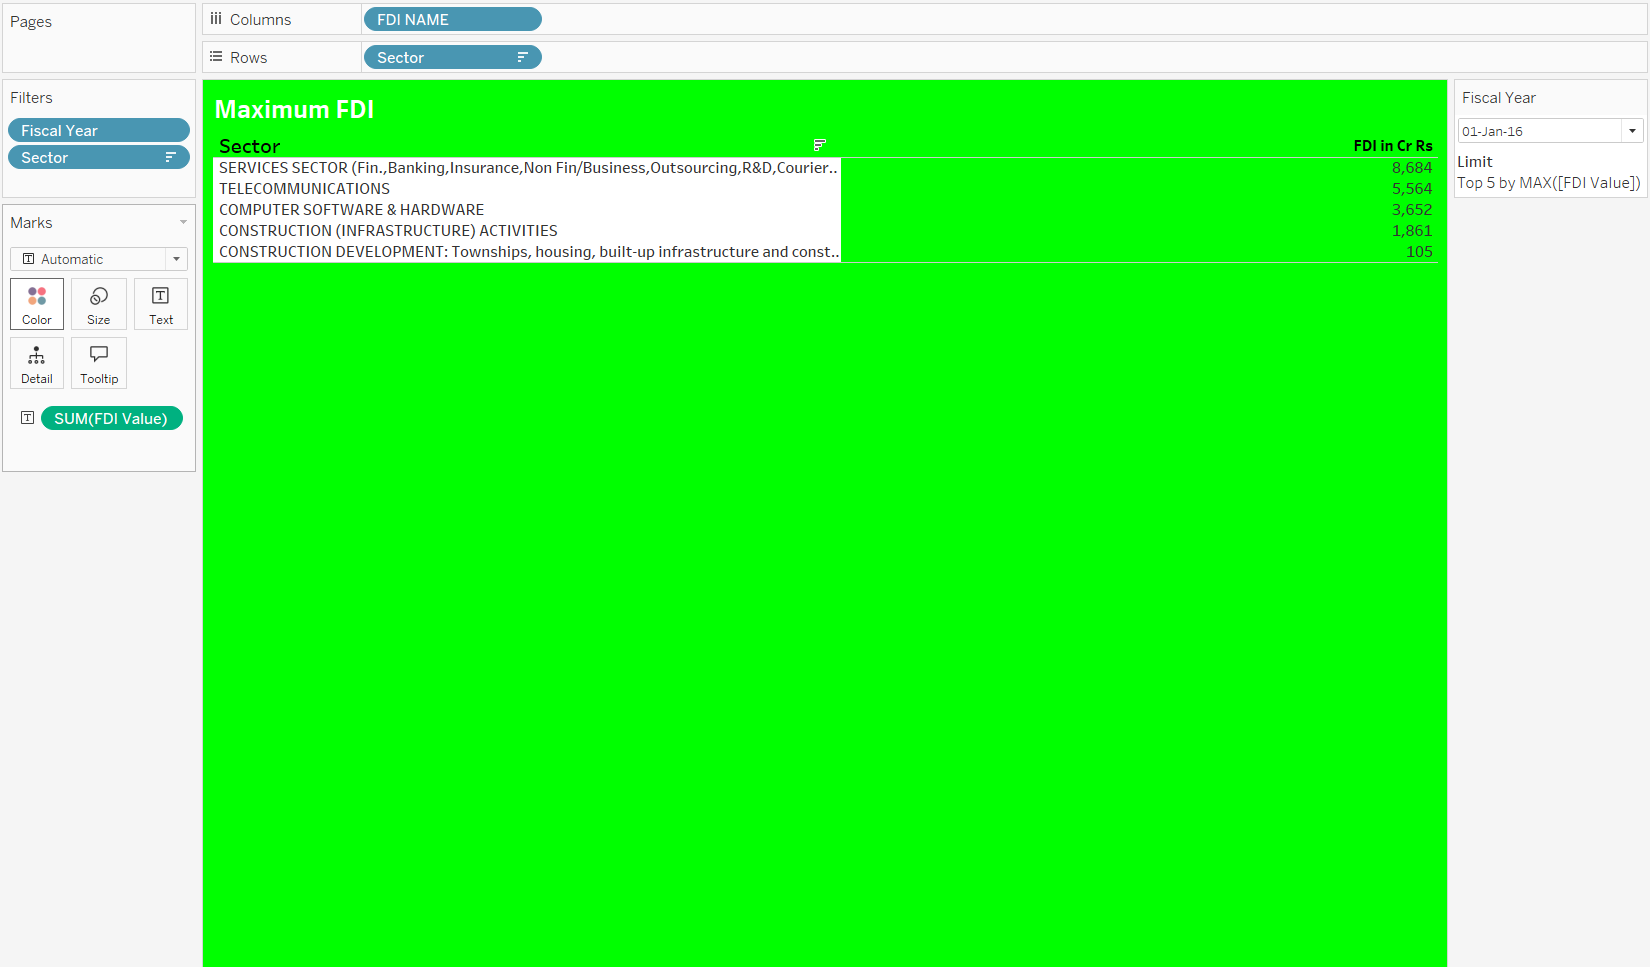 Pages
Columns
FDI NAME
Rows
Sector
Filters
Fiscal Year
Sector
Marks
Automatic
Color
Size
Text
Detail
Tooltip
SUM(FDI Value)
Maximum FDI
Sector FDI in Cr Rs
SERVICES SECTOR (Fin.,Banking,Insurance,Non Fin/Business,Outsourcing,R&D,Courier.. 8,684
TELECOMMUNICATIONS 5,564
COMPUTER SOFTWARE & HARDWARE 3,652
CONSTRUCTION (INFRASTRUCTURE) ACTIVITIES 1,861
CONSTRUCTION DEVELOPMENT: Townships, housing, built-up infrastructure and const.. 105
Fiscal Year
01-Jan-16
Limit
Top 5 by MAX([FDI Value])